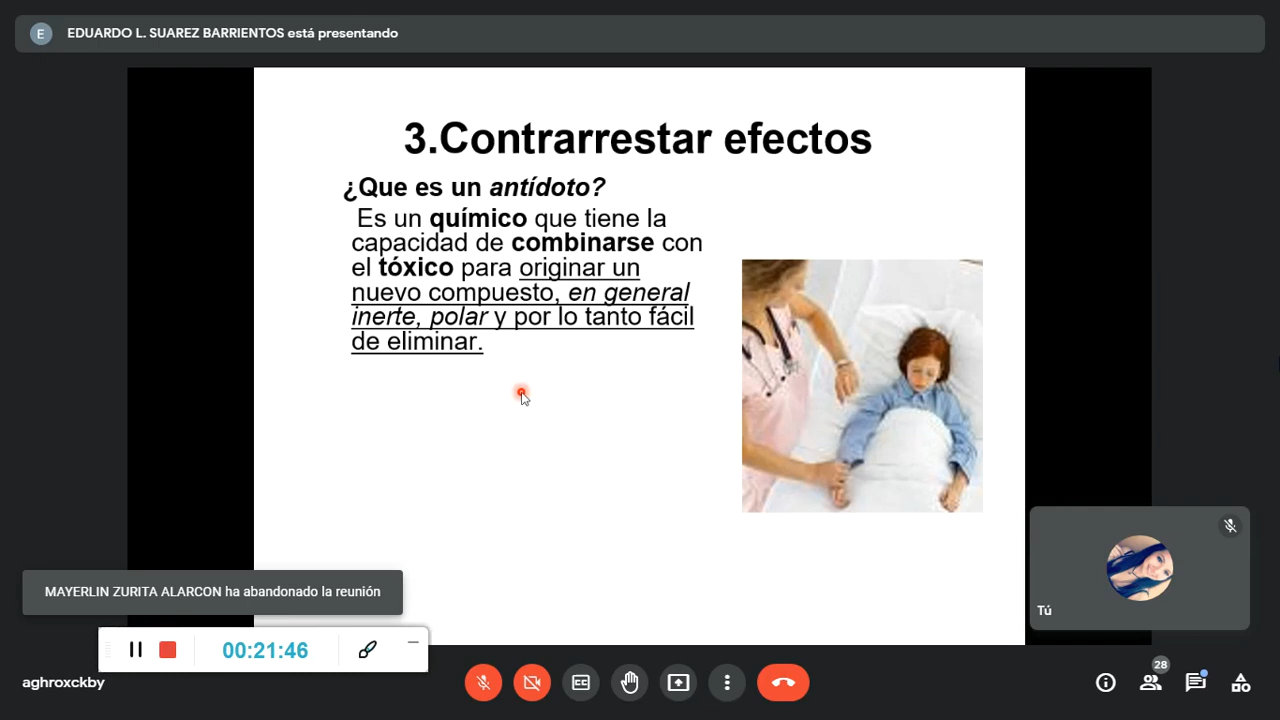 E
EDUARDO L. SUAREZ BARRIENTOS está presentando
3.Contrarrestar efectos
¿Que es un antídoto?
Es un químico que tiene la
capacidad de combinarse con
el tóxico para originar un
nuevo compuesto, en general
inerte, polar y por lo tanto fácil
de eliminar.
Tú
MAYERLIN ZURITA ALARCON ha abandonado la reunión
00:21:46
aghroxckby
CC
28